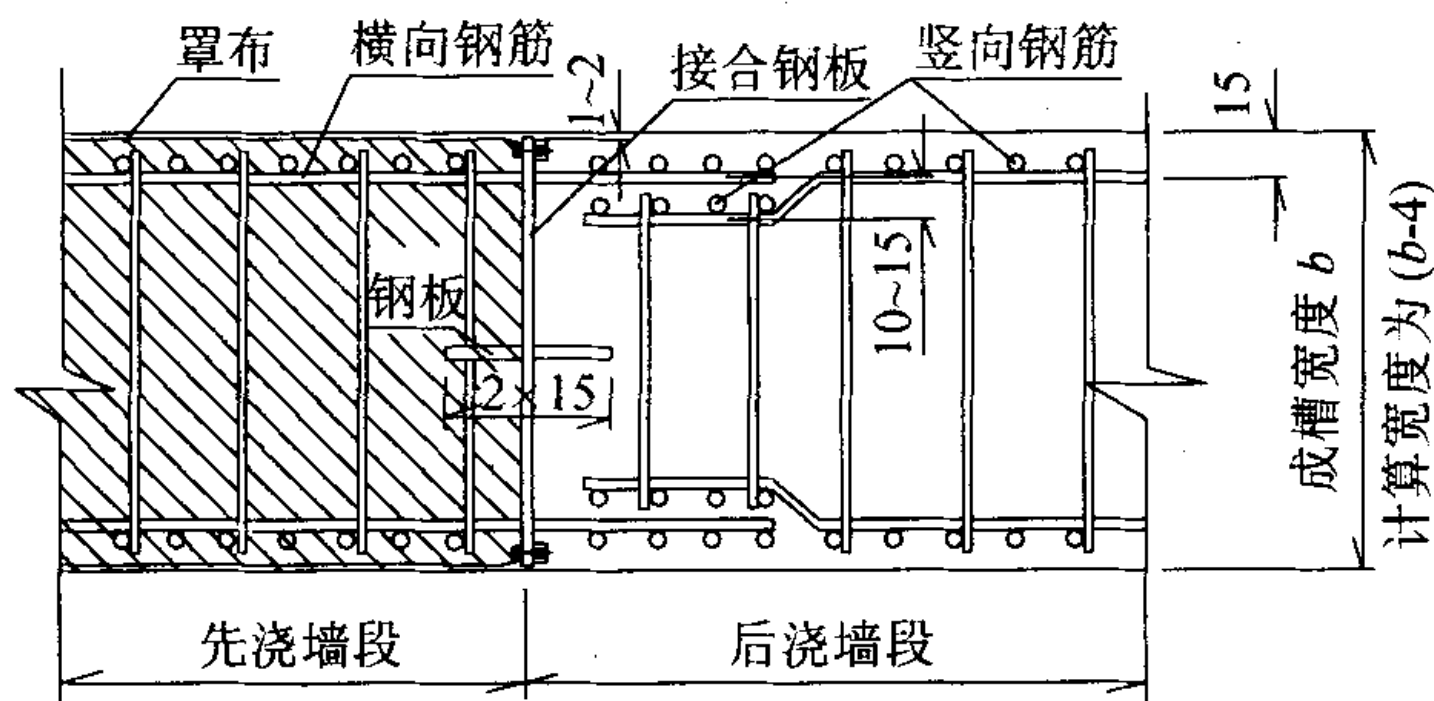 罩布
横向钢筋
1~2
接合钢板
竖向钢筋
15
钢板
2×15
10~15
成槽宽度 b
计算宽度为 (b-4)
先浇墙段
后浇墙段